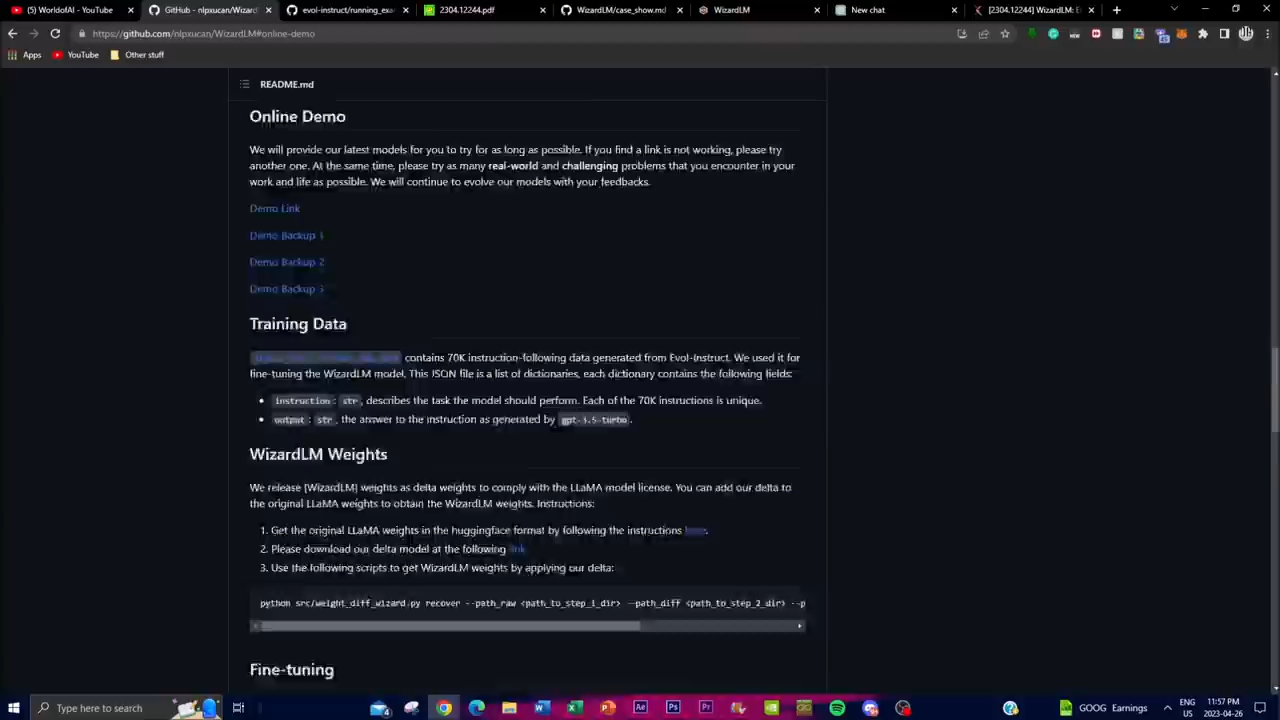 (5) WorldofAI - YouTube
GitHub - nlpxucan/WizardLM:
evol-instruct/running_exa
2304.12244.pdf
WizardLM/case_show.md
WizardLM
New chat
[2304.12244] WizardLM: E
https://github.com/nlpxucan/WizardLM#online-demo
Apps
YouTube
Other stuff
README.md
Online Demo
We will provide our latest models for you to try for as long as possible. If you find a link is not working, please try
another one. At the same time, please try as many real-world and challenging problems that you encounter in your
work and life as possible. We will continue to evolve our models with your feedbacks.
Demo Link
Demo Backup 1
Demo Backup 2
Demo Backup 3
Training Data
contains 70K instruction-following data generated from Evol-Instruct. We used it for
fine-tuning the WizardLM model. This JSON file is a list of dictionaries, each dictionary contains the following fields:
instruction: str, describes the task the model should perform. Each of the 70K instructions is unique.
output: str, the answer to the instruction as generated by gpt-3.5-turbo.
WizardLM Weights
We release [WizardLM] weights as delta weights to comply with the LLaMA model license. You can add our delta to
the original LLaMA weights to obtain the WizardLM weights. Instructions:
1. Get the original LLaMA weights in the huggingface format by following the instructions here.
2. Please download our delta model at the following link
3. Use the following scripts to get WizardLM weights by applying our delta:
python src/weight_diff_wizard.py recover --path_raw <path_to_step_1_dir> --path_diff <path_to_step_2_dir> --p
Fine-tuning
Type here to search
GOOG Earnings
ENG
US
11:57 PM
2023-04-26